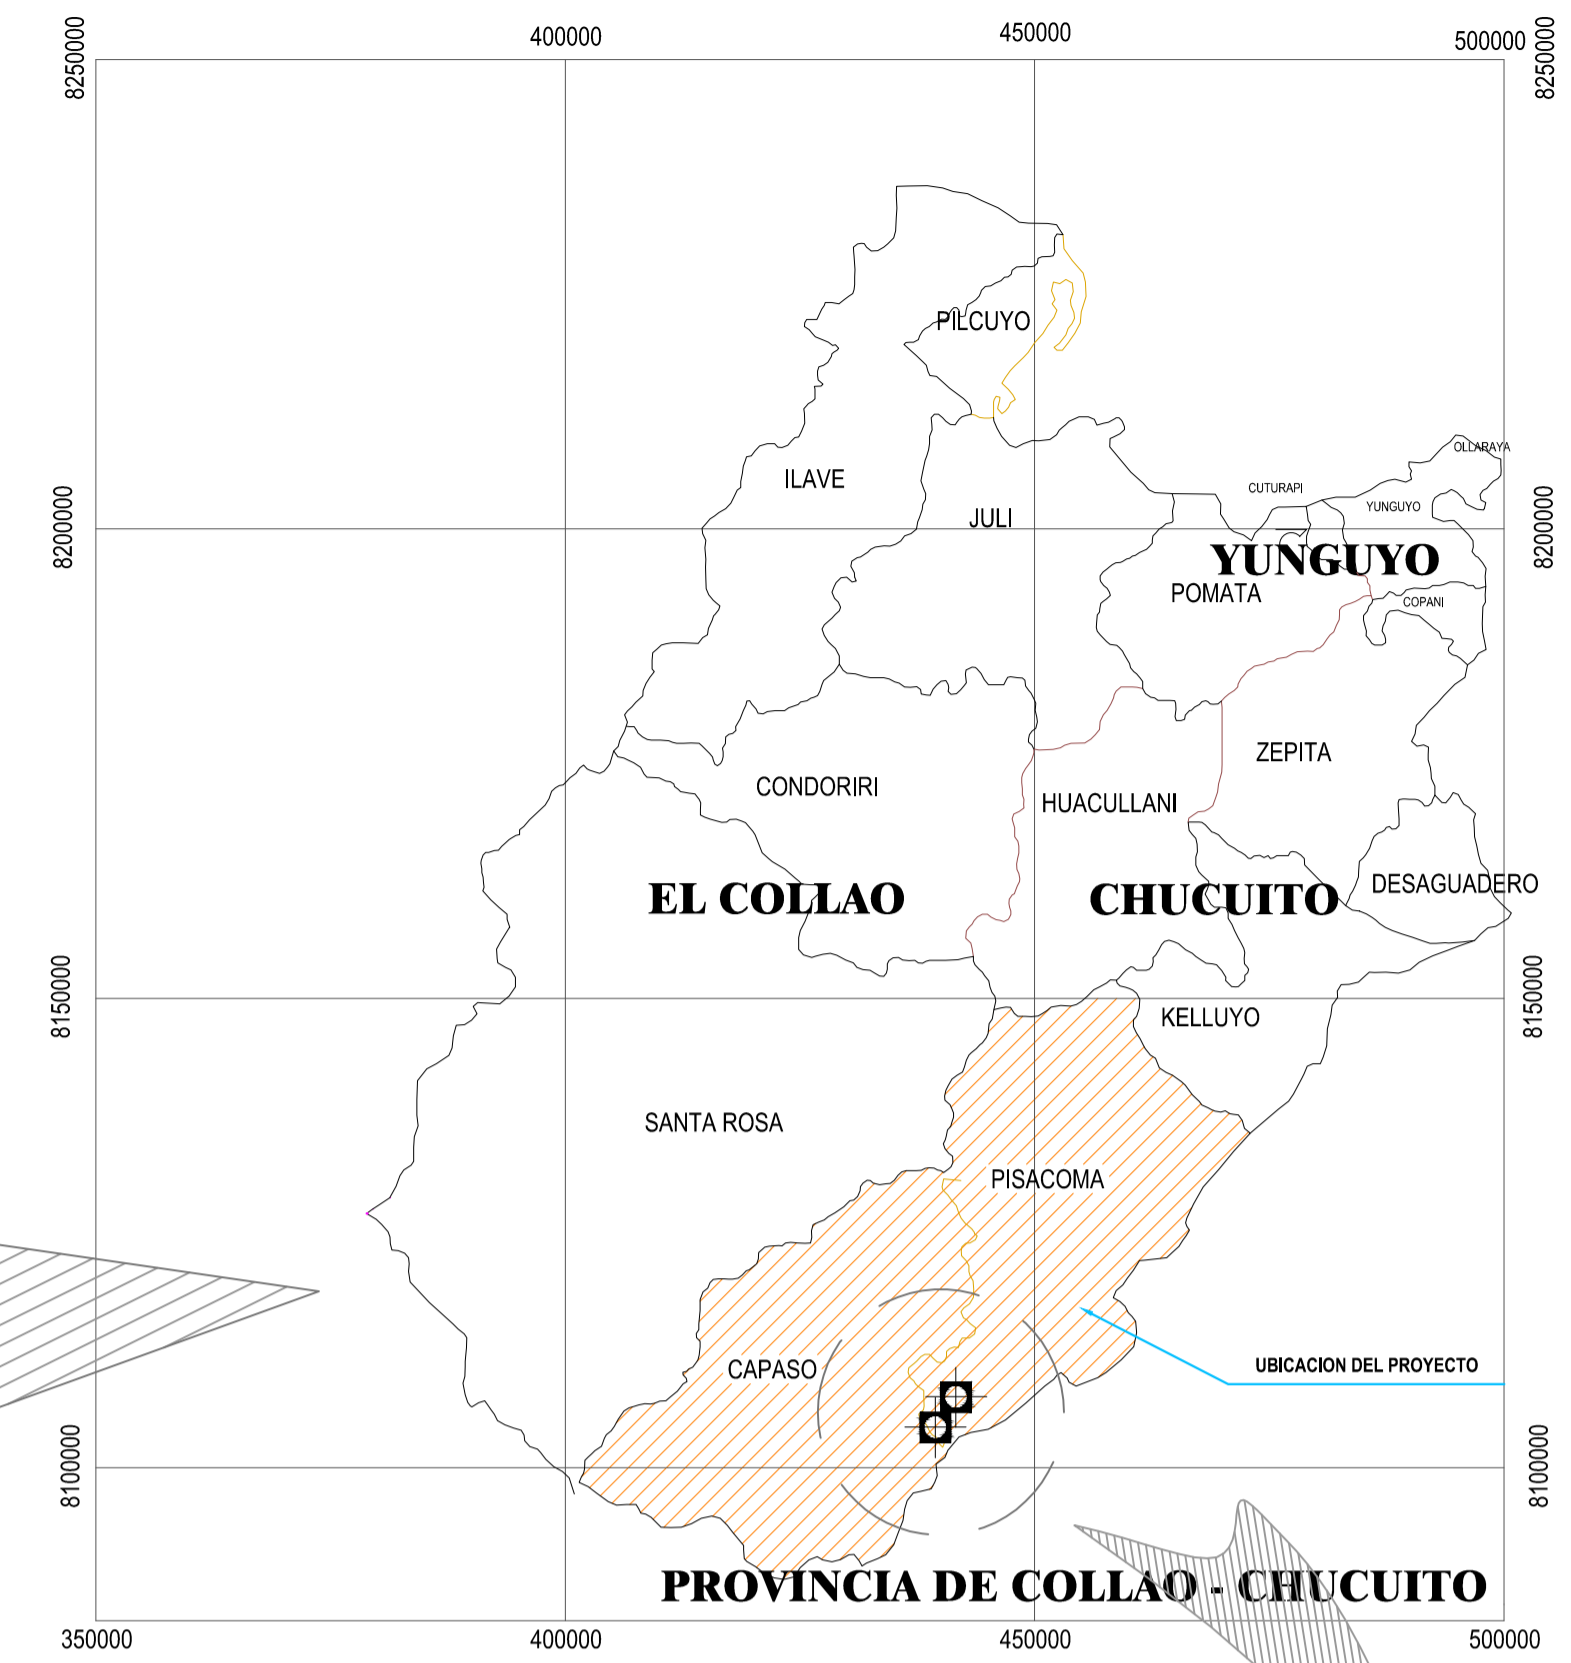 400000
450000
500000
8250000
8250000
PILCUYO
OLLARAYA
ILAVE
CUTURAPI
YUNGUYO
JULI
8200000
8200000
YUNGUYO
POMATA
COPANI
ZEPITA
CONDORIRI
HUACULLANI
DESAGUADERO
EL COLLAO
CHUCUITO
8150000
8150000
KELLUYO
SANTA ROSA
PISACOMA
CAPASO
UBICACION DEL PROYECTO
8100000
8100000
PROVINCIA DE COLLAO - CHUCUITO
350000
400000
450000
500000